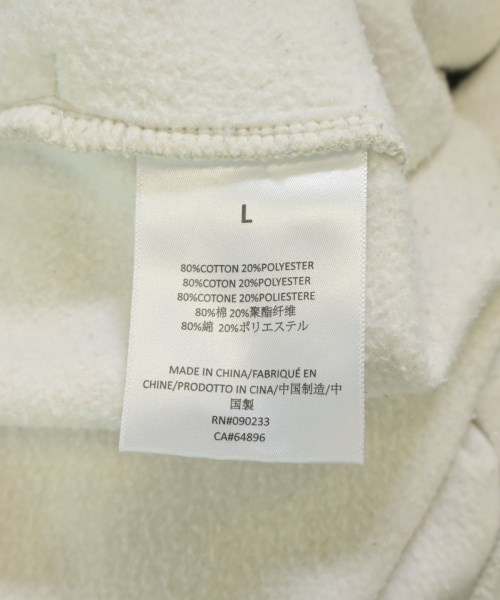 L
80%COTTON 20%POLYESTER
80%COTON 20%POLYESTER
80%COTONE 20%POLIESTERE
80%棉 20%聚酯纤维
80%綿 20%ポリエステル
MADE IN CHINA/FABRIQUÉ EN
CHINE/PRODOTTO IN CINA/中国制造/中
国製
RN#090233
CA#64896